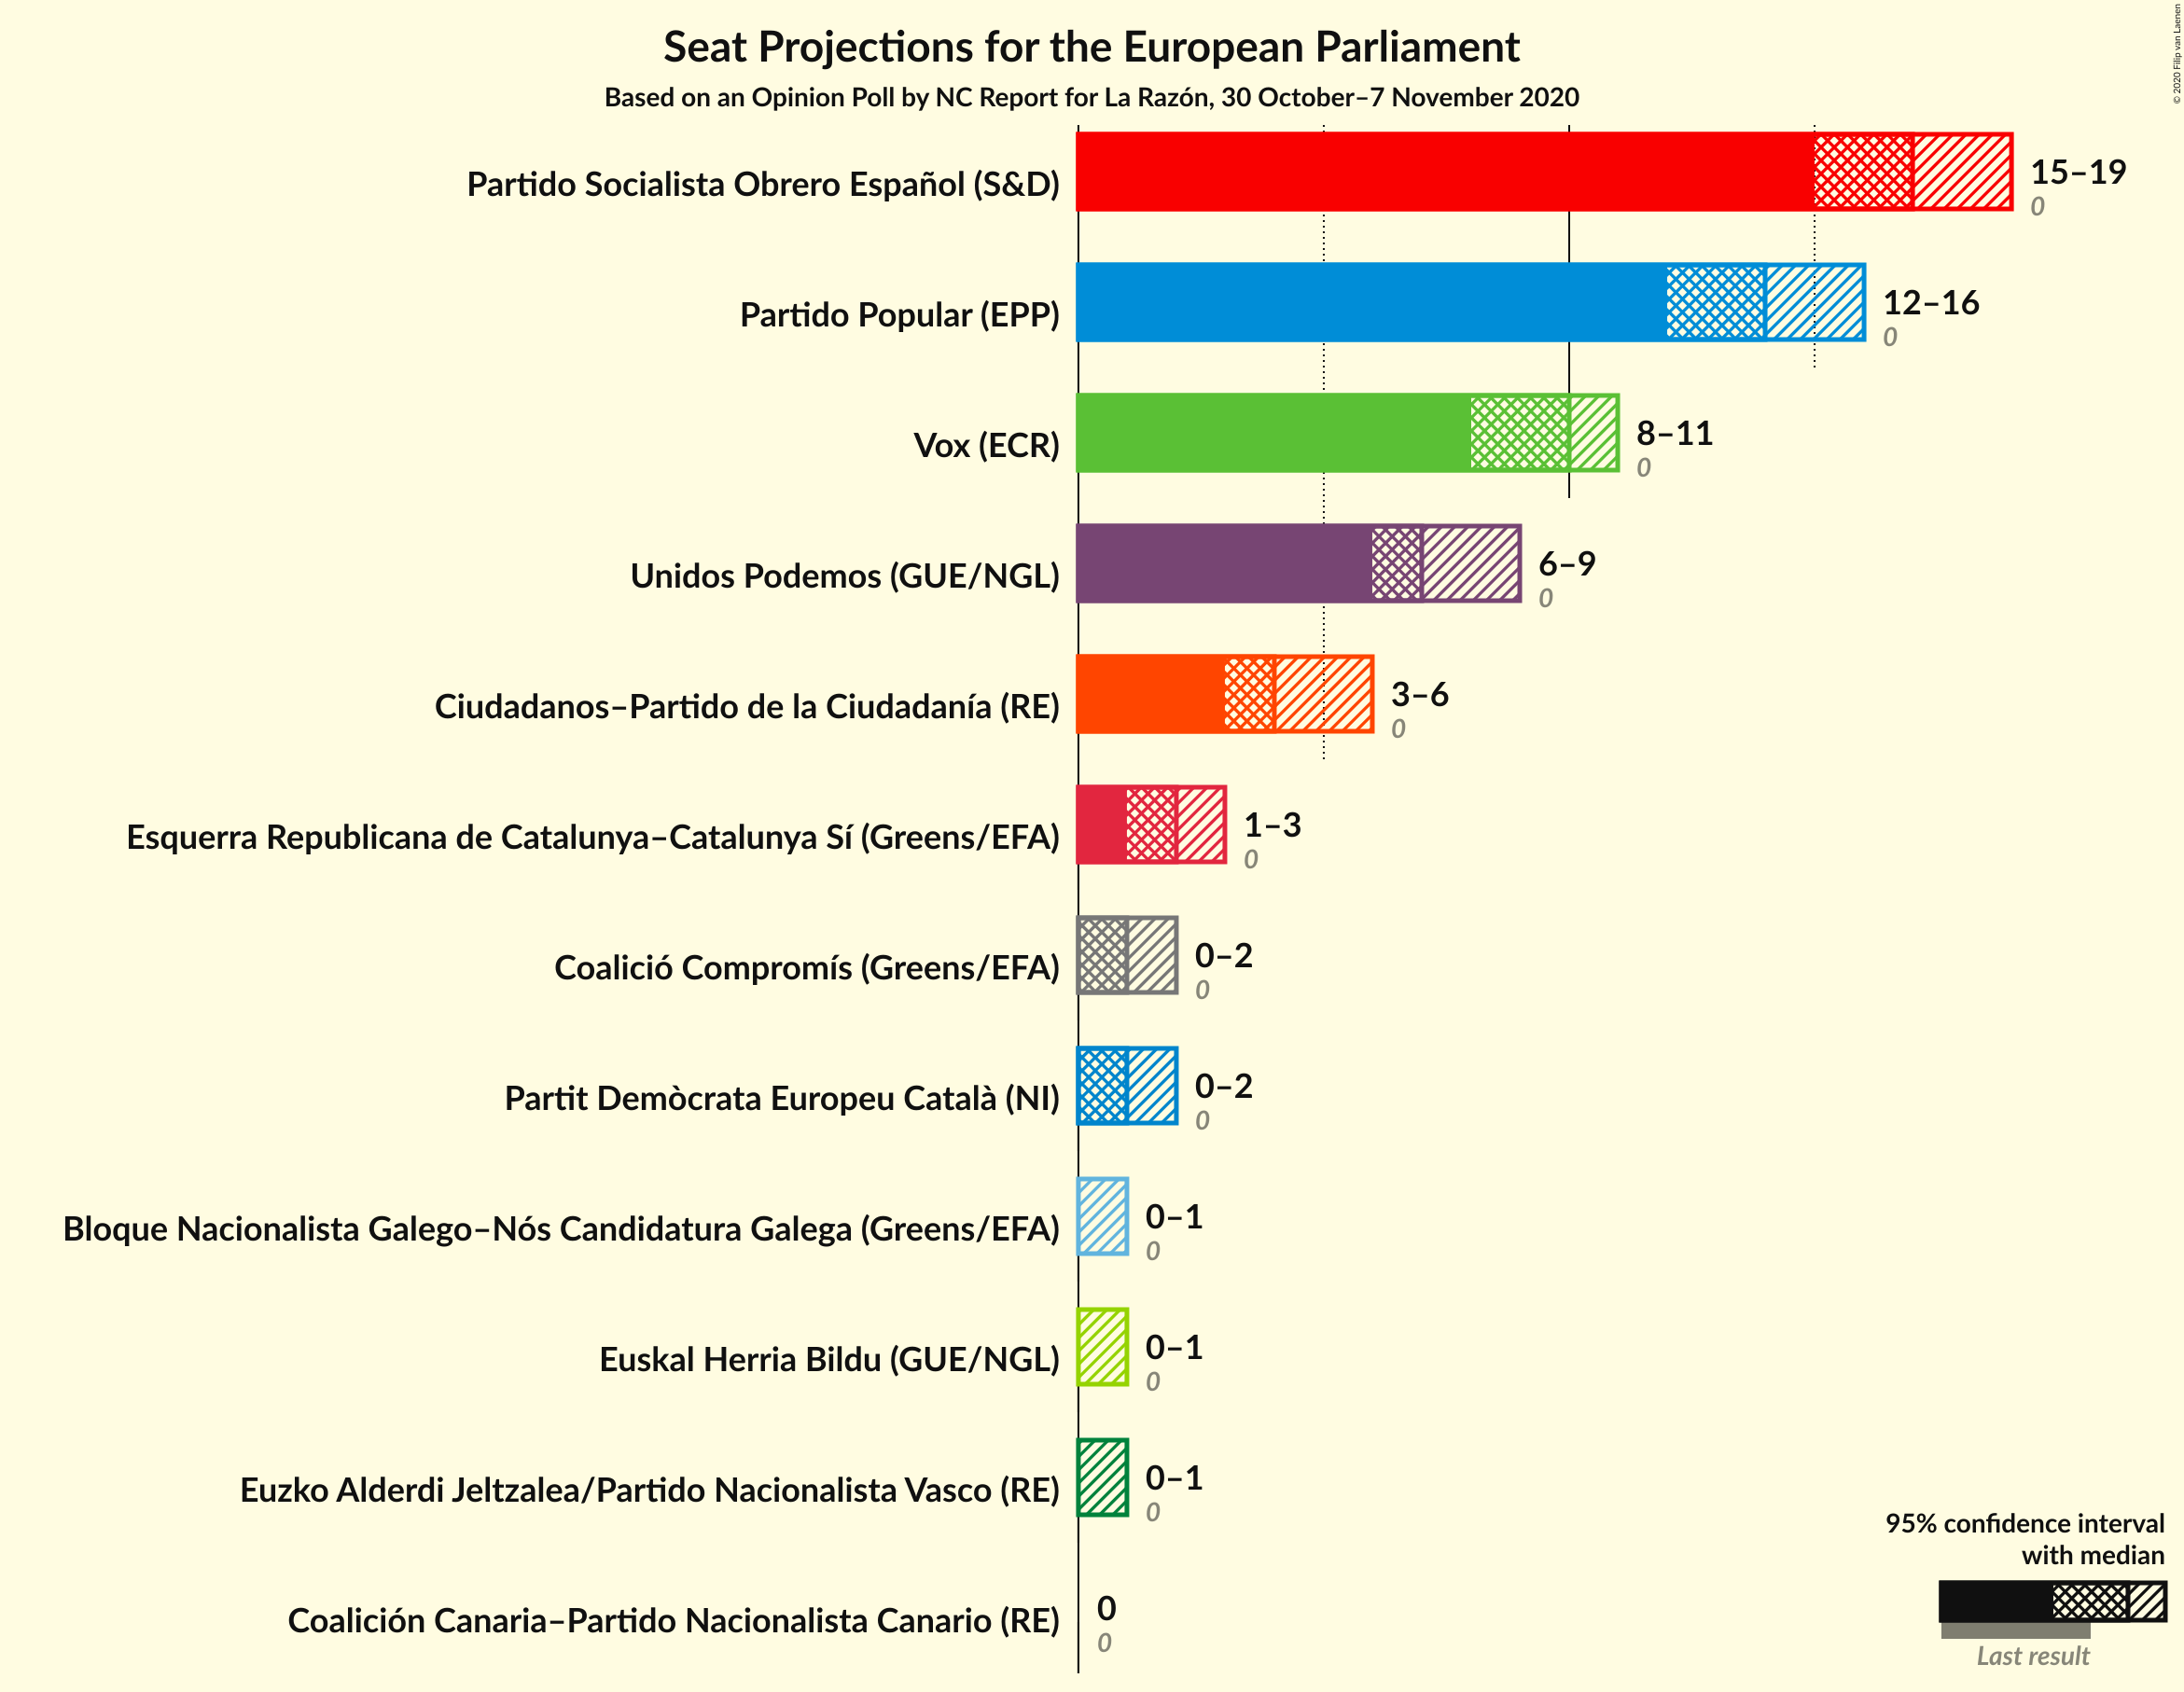 Seat Projections for the European Parliament
Based on an Opinion Poll by NC Report for La Razón, 30 October–7 November 2020
© 2020 Filip van Laenen
Partido Socialista Obrero Español (S&D)
15–19
0
Partido Popular (EPP)
12–16
0
Vox (ECR)
8–11
0
Unidos Podemos (GUE/NGL)
6–9
0
Ciudadanos–Partido de la Ciudadanía (RE)
3–6
0
Esquerra Republicana de Catalunya–Catalunya Sí (Greens/EFA)
1–3
0
Coalició Compromís (Greens/EFA)
0–2
0
Partit Demòcrata Europeu Català (NI)
0–2
0
Bloque Nacionalista Galego–Nós Candidatura Galega (Greens/EFA)
0–1
0
Euskal Herria Bildu (GUE/NGL)
0–1
0
Euzko Alderdi Jeltzalea/Partido Nacionalista Vasco (RE)
0–1
0
Coalición Canaria–Partido Nacionalista Canario (RE)
0
0
95% confidence interval
with median
Last result